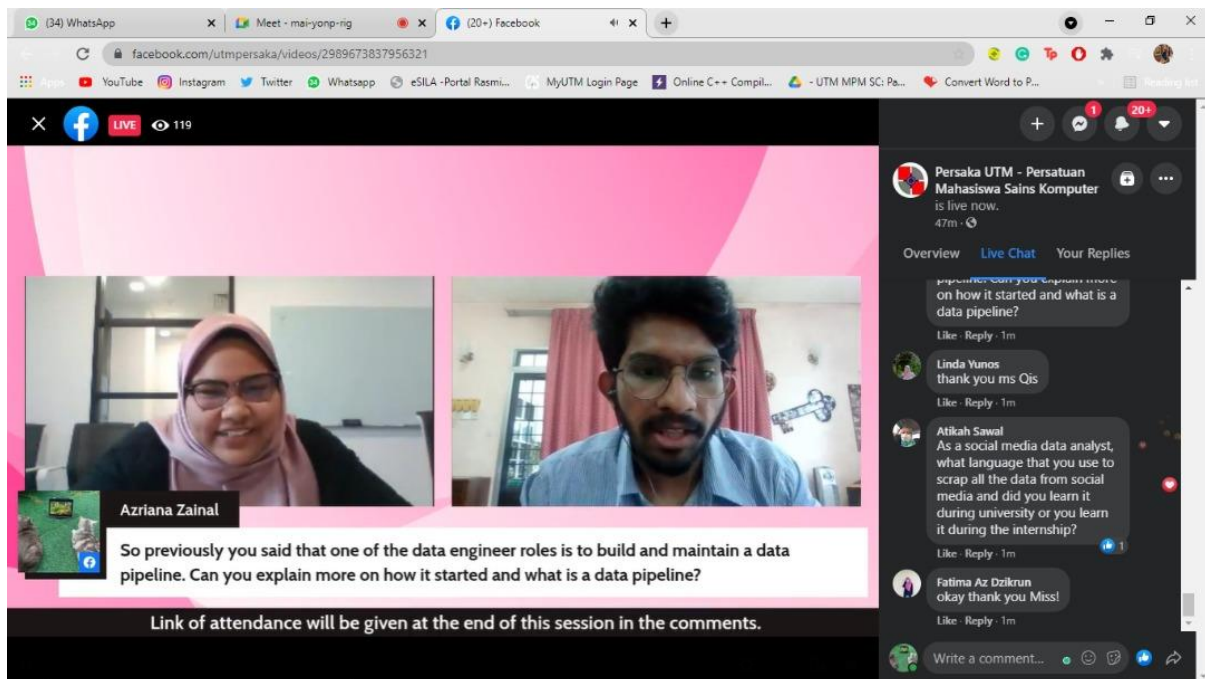 (34) WhatsApp
Meet - mai-yonp-rig
(20+) Facebook
facebook.com/utmpersaka/videos/2989673837956321
Apps
YouTube
Instagram
Twitter
Whatsapp
eSILA -Portal Rasmi...
MyUTM Login Page
Online C++ Compil...
- UTM MPM SC: Pa...
Convert Word to P...
Reading list
LIVE
119
1
20+
Persaka UTM - Persatuan
Mahasiswa Sains Komputer
is live now.
47m
Overview
Live Chat
Your Replies
pipeline. Can you explain more
on how it started and what is a
data pipeline?
Like · Reply · 1m
Linda Yunos
thank you ms Qis
Like · Reply · 1m
Atikah Sawal
As a social media data analyst,
what language that you use to
scrap all the data from social
media and did you learn it
during university or you learn
it during the internship?
1
Like · Reply · 1m
Fatima Az Dzikrun
okay thank you Miss!
Like · Reply · 1m
Write a comment...
Azriana Zainal
So previously you said that one of the data engineer roles is to build and maintain a data
pipeline. Can you explain more on how it started and what is a data pipeline?
Link of attendance will be given at the end of this session in the comments.